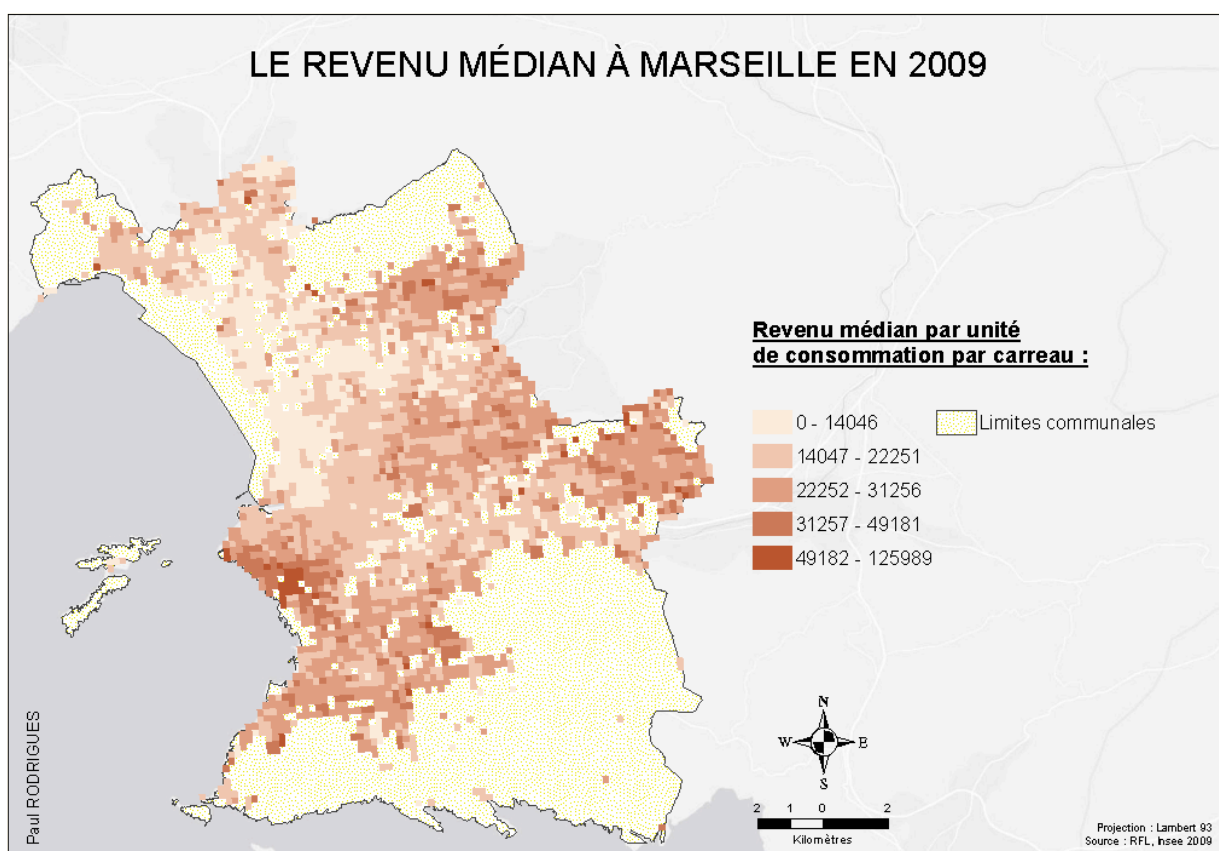 LE REVENU MÉDIAN À MARSEILLE EN 2009
Revenu médian par unité
de consommation par carreau :
0 - 14046
14047 - 22251
22252 - 31256
31257 - 49181
49182 - 125989
Limites communales
N
W E
S
2 1 0 2
Kilomètres
Projection : Lambert 93
Source : RFL, Insee 2009
Paul RODRIGUES